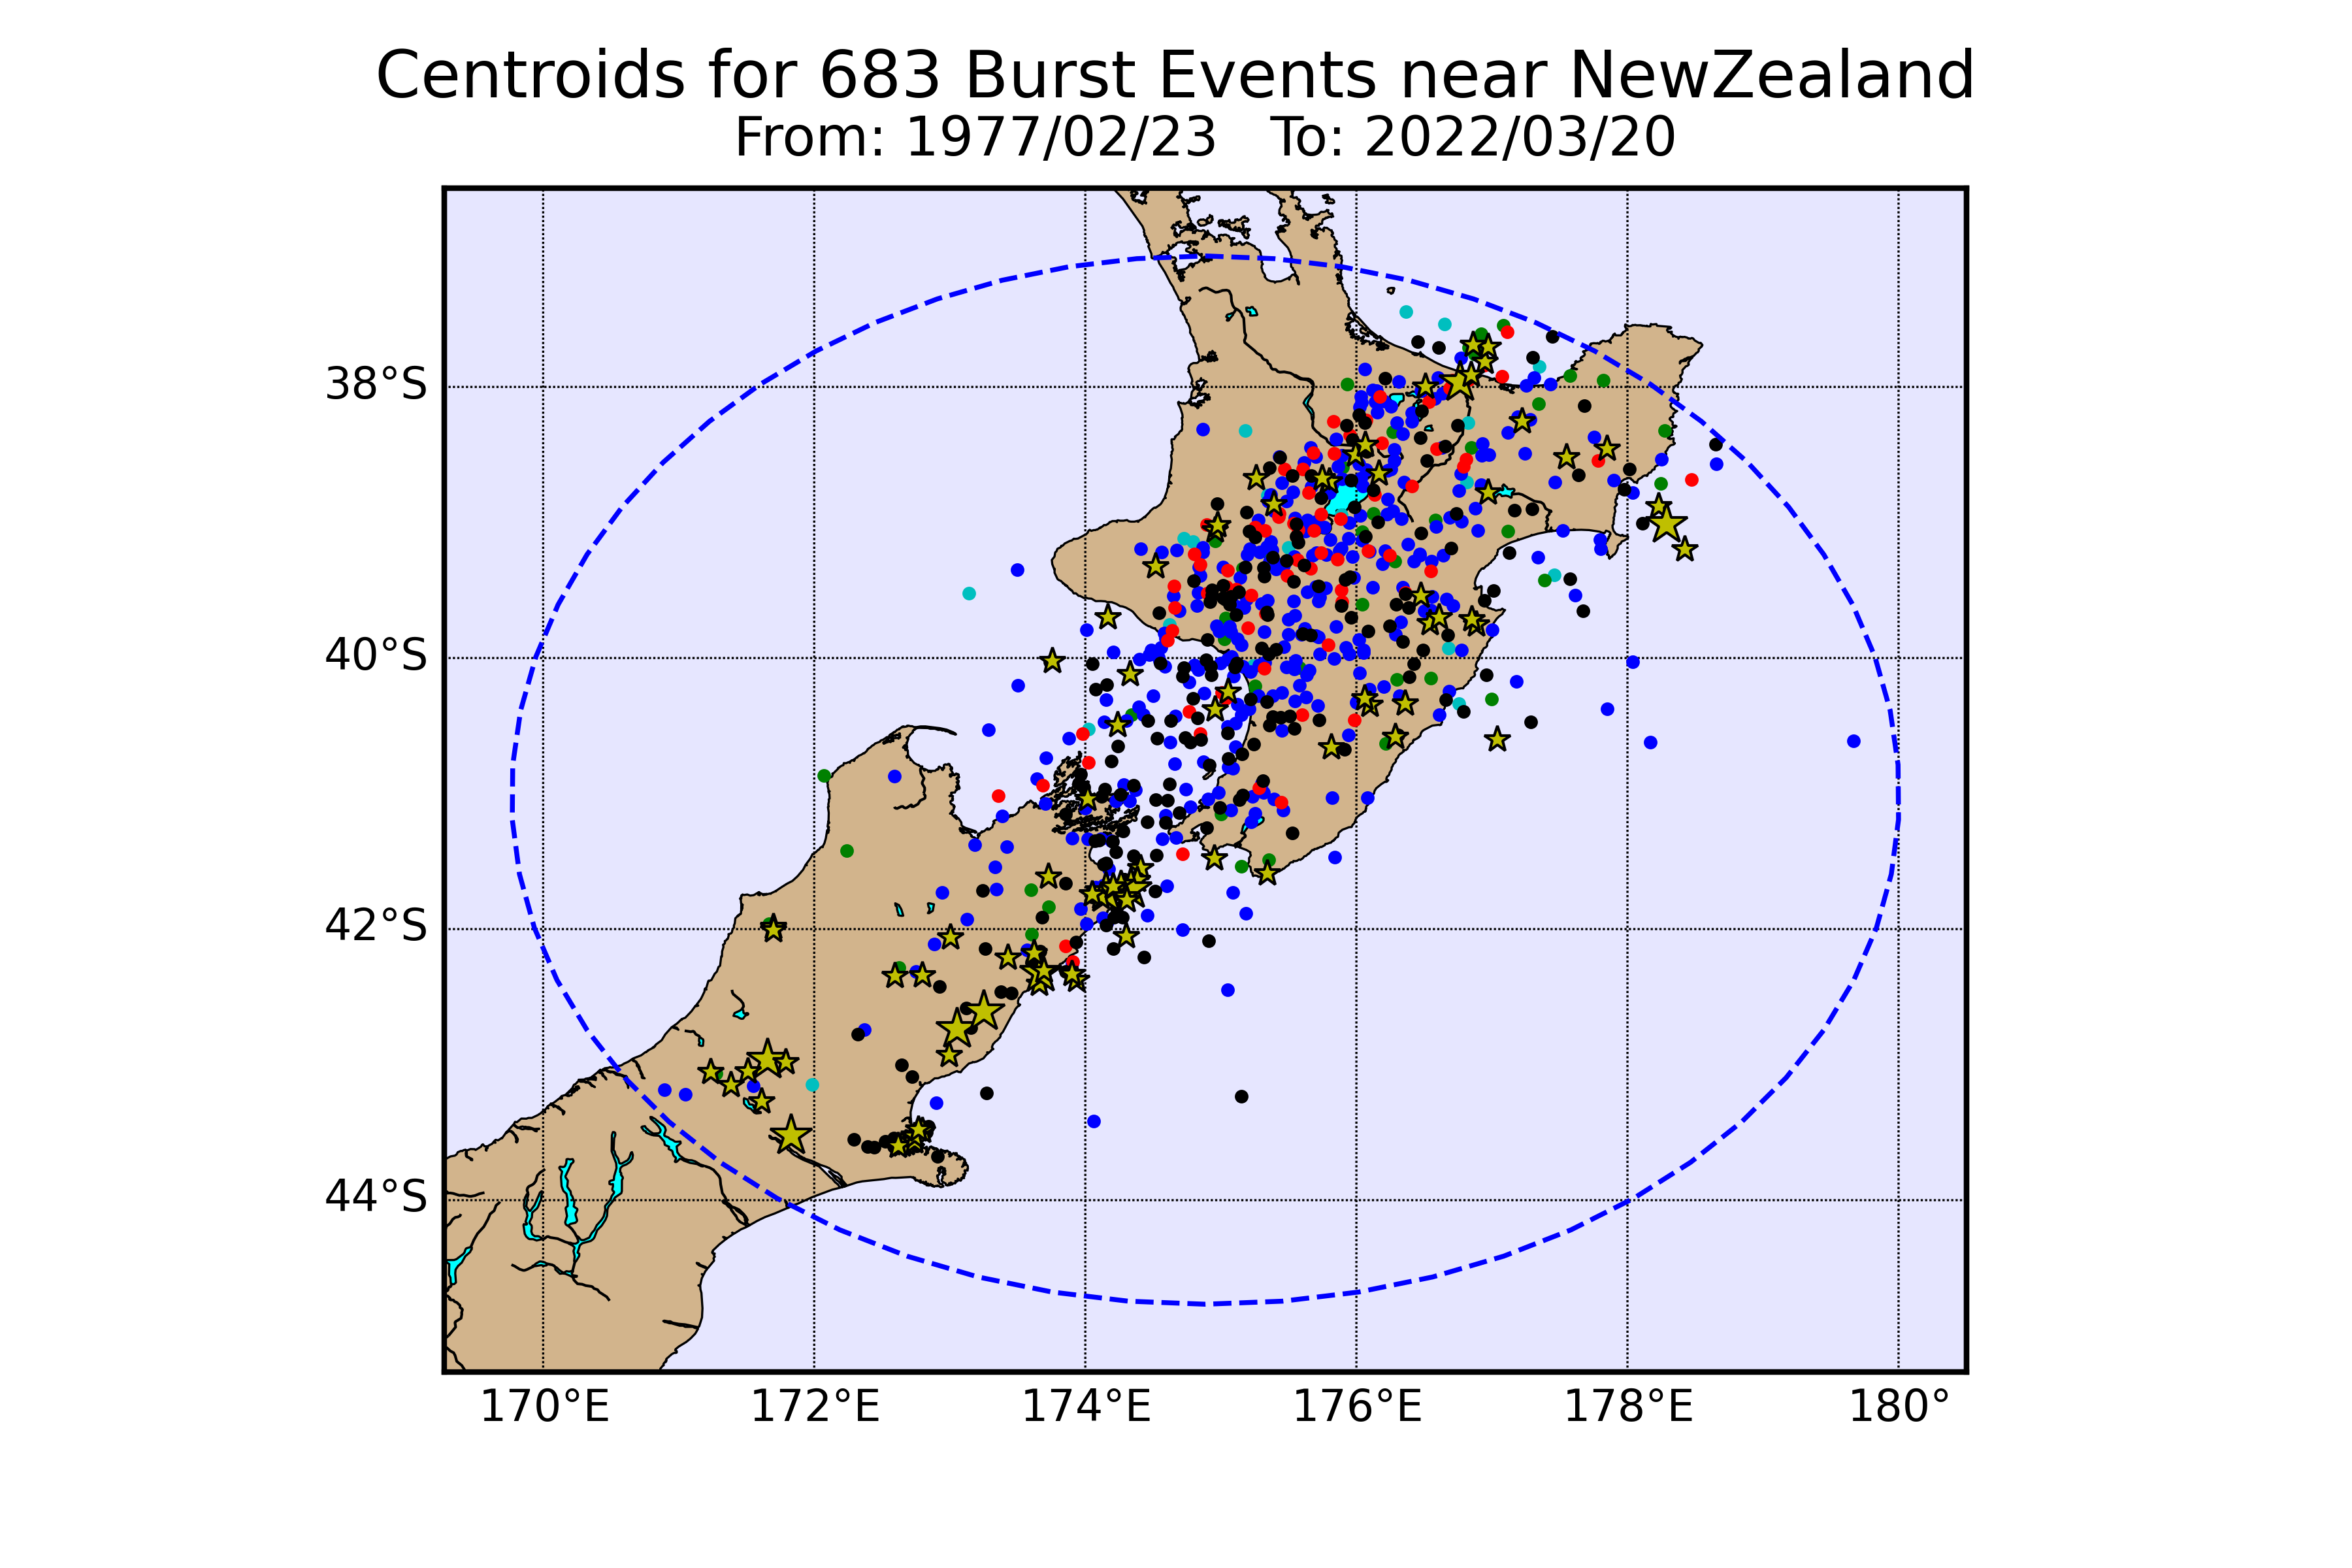 Centroids for 683 Burst Events near NewZealand
From: 1977/02/23   To: 2022/03/20
38°S
40°S
42°S
44°S
170°E 172°E 174°E 176°E 178°E 180°